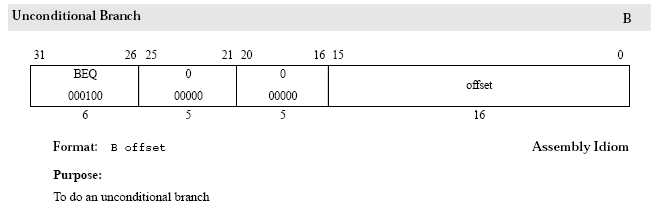 Unconditional Branch B
31 26 25 21 20 16 15 0
BEQ 0 0
offset
000100 00000 00000
6 5 5 16
Format: B offset Assembly Idiom
Purpose:
To do an unconditional branch